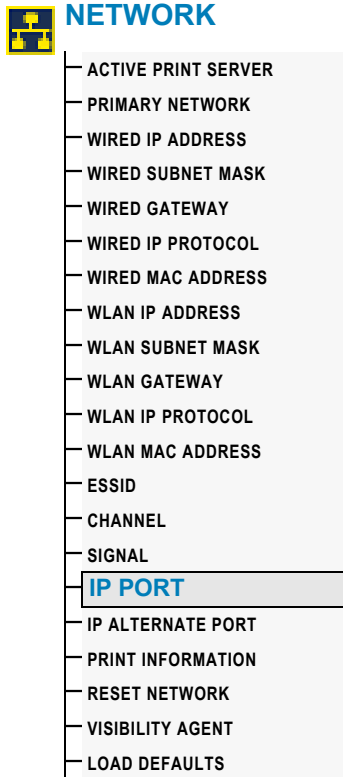 NETWORK
ACTIVE PRINT SERVER
PRIMARY NETWORK
WIRED IP ADDRESS
WIRED SUBNET MASK
WIRED GATEWAY
WIRED IP PROTOCOL
WIRED MAC ADDRESS
WLAN IP ADDRESS
WLAN SUBNET MASK
WLAN GATEWAY
WLAN IP PROTOCOL
WLAN MAC ADDRESS
ESSID
CHANNEL
SIGNAL
IP PORT
IP ALTERNATE PORT
PRINT INFORMATION
RESET NETWORK
VISIBILITY AGENT
LOAD DEFAULTS